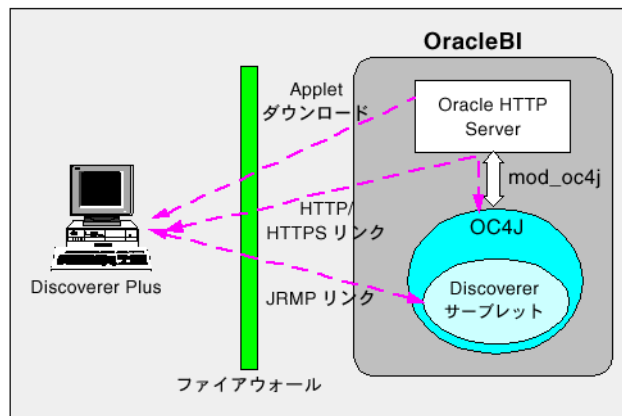 OracleBI
Applet
ダウンロード
Oracle HTTP
Server
mod_oc4j
HTTP/
HTTPS リンク
OC4J
Discoverer Plus
JRMP リンク
Discoverer
サーブレット
ファイアウォール